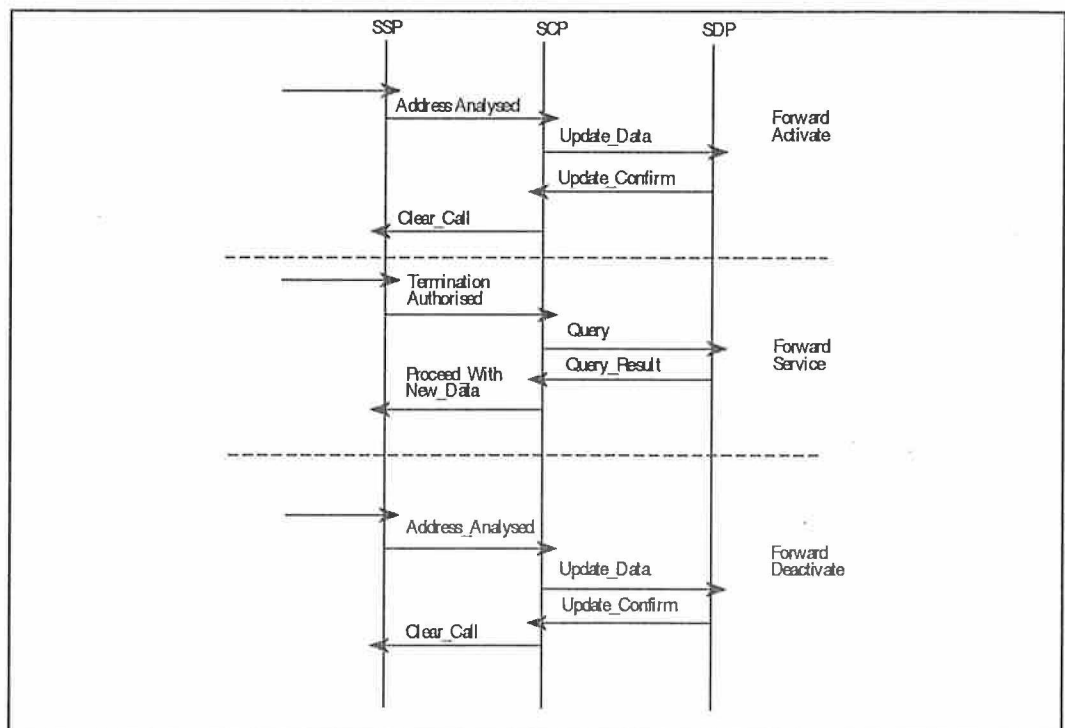 SSP SCP SDP
Address Analysed
Forward
Activate
Update_Data
Update_Confirm
Clear_Call
Termination
Authorised
Query
Forward
Service
Query_Result
Proceed_With
New_Data
Address_Analysed
Forward
Deactivate
Update_Data
Update_Confirm
Clear_Call